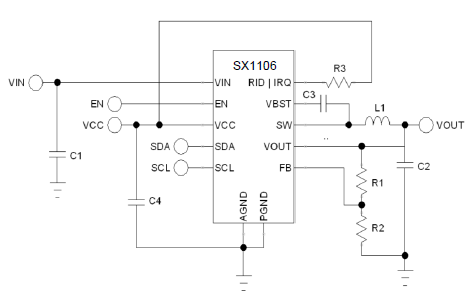 SX1106
VIN
VIN
RID | IRQ
R3
EN
EN
VBST
C3
VCC
VCC
SW
L1
VOUT
SDA
SDA
VOUT
C1
SCL
SCL
FB
R1
C2
C4
AGND
PGND
R2